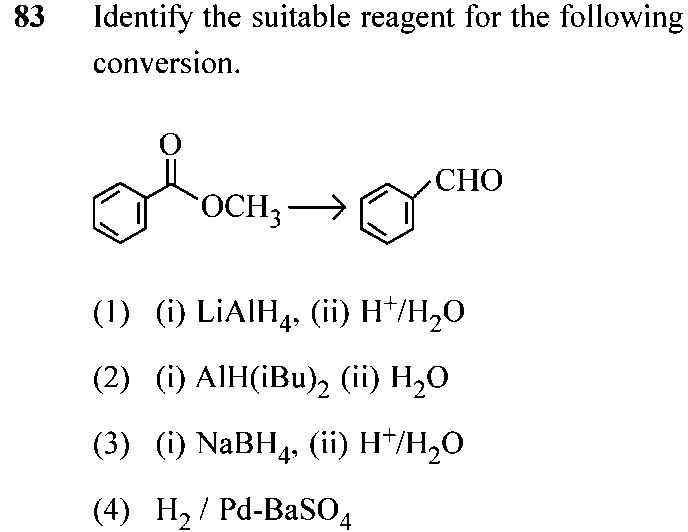 83 Identify the suitable reagent for the following
conversion.
O
OCH₃
CHO
(1) (i) LiAlH₄, (ii) H⁺/H₂O
(2) (i) AlH(iBu)₂ (ii) H₂O
(3) (i) NaBH₄, (ii) H⁺/H₂O
(4) H₂ / Pd-BaSO₄